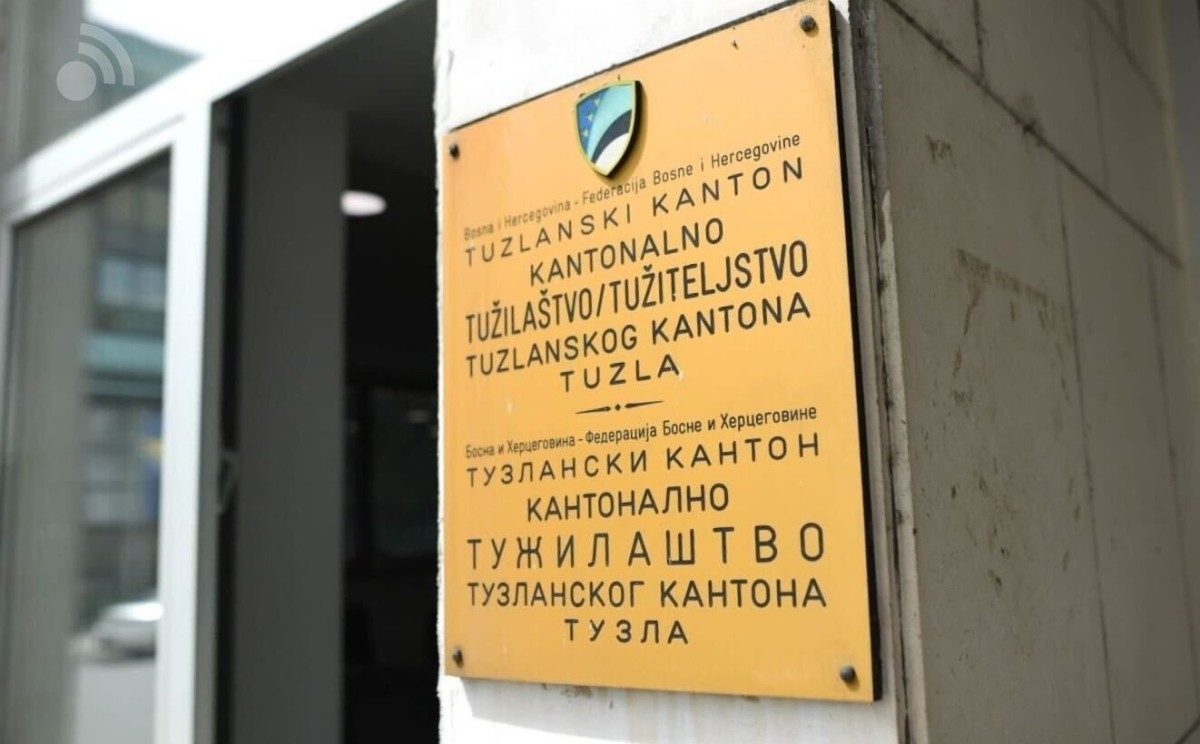 Bosna i Hercegovina - Federacija Bosne i Hercegovine
TUZLANSKI KANTON
KANTONALNO
TUŽILAŠTVO/TUŽITELJSTVO
TUZLANSKOG KANTONA
TUZLA
Босна и Херцеговина - Федерација Босне и Херцеговине
ТУЗЛАНСКИ КАНТОН
КАНТОНАЛНО
ТУЖИЛАШТВО
ТУЗЛАНСКОГ КАНТОНА
ТУЗЛА